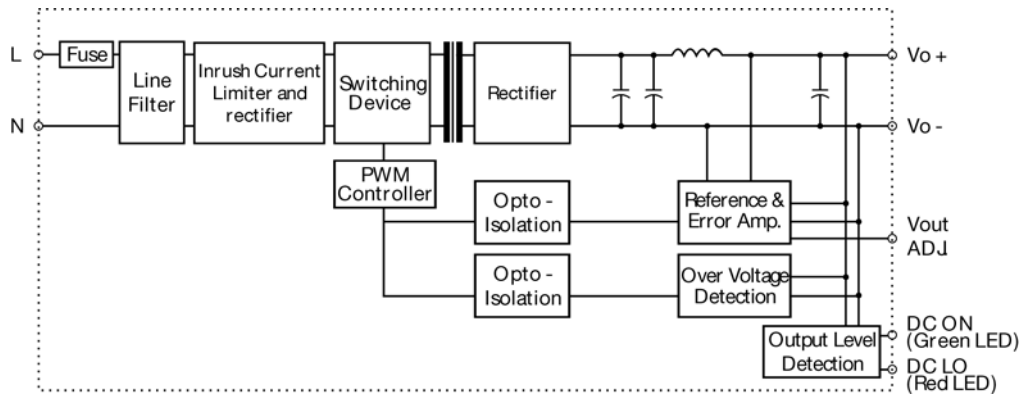 L
Fuse
Line
Filter
Inrush Current
Limiter and
rectifier
Switching
Device
Rectifier
Vo +
N
Vo -
PWM
Controller
Opto -
Isolation
Reference &
Error Amp.
Vout
ADJ.
Opto -
Isolation
Over Voltage
Detection
Output Level
Detection
DC ON
(Green LED)
DC LO
(Red LED)